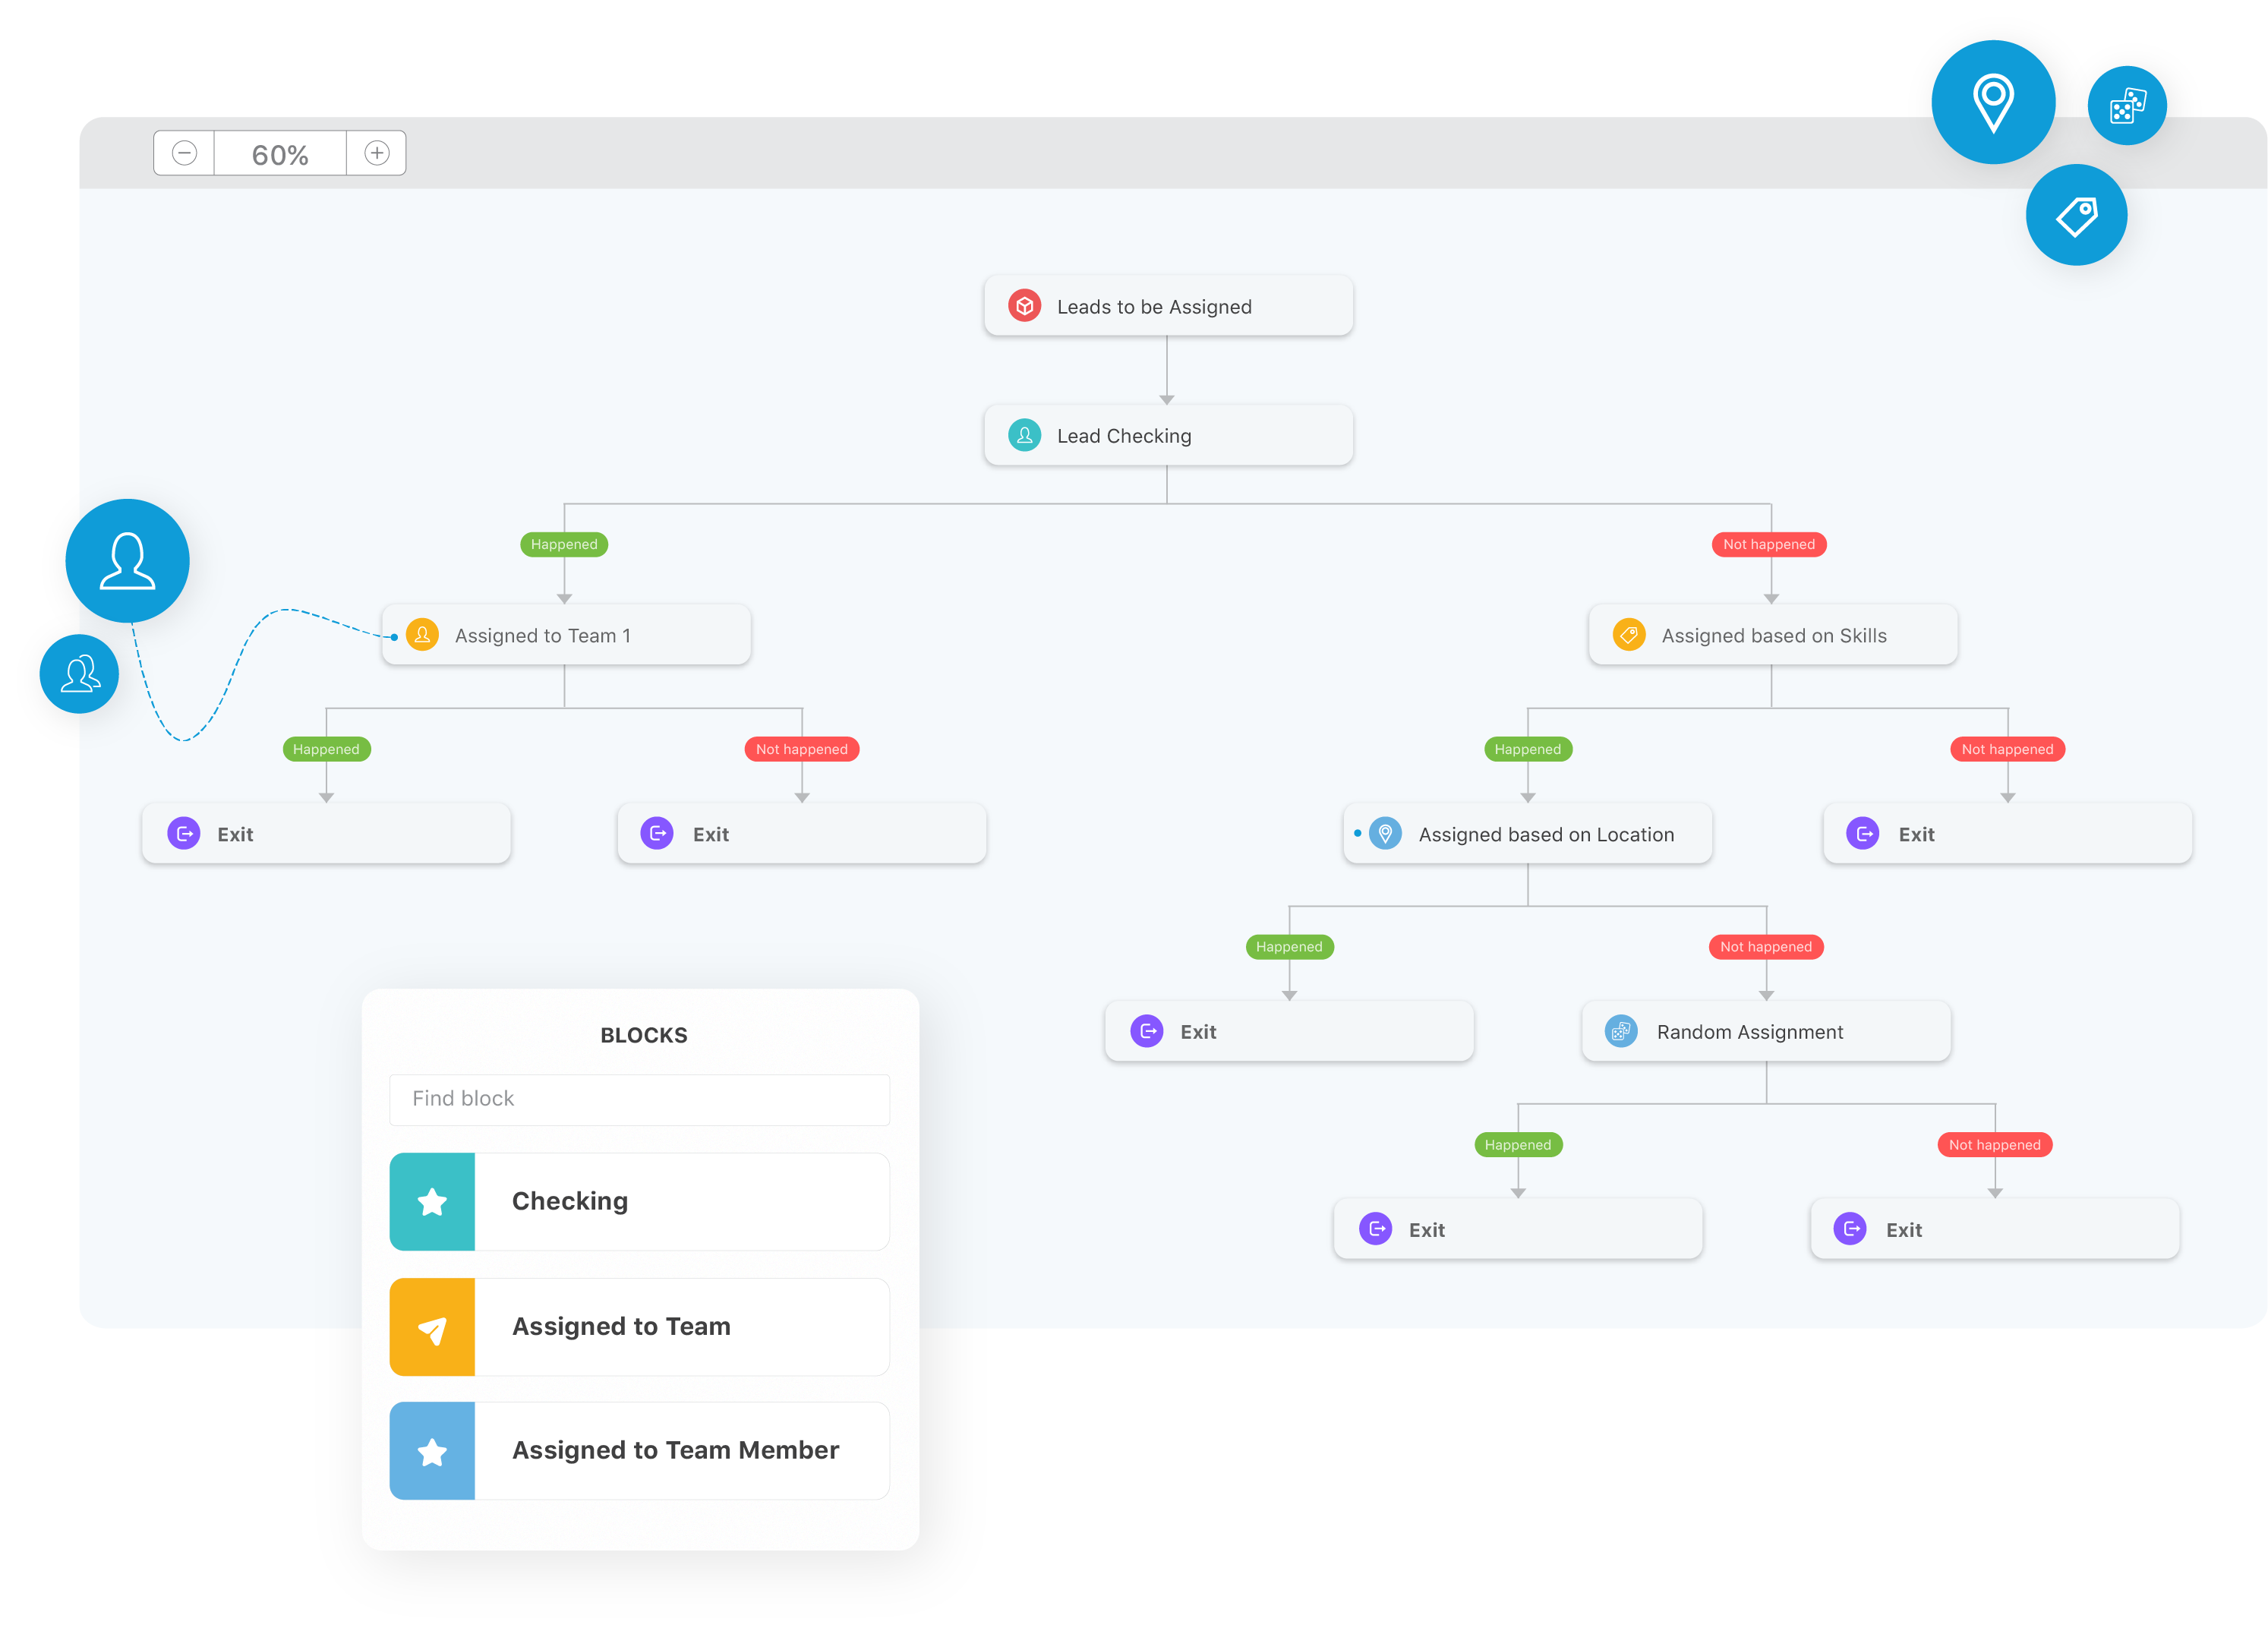 60%
Leads to be Assigned
Lead Checking
Happened
Not happened
Assigned to Team 1
Assigned based on Skills
Happened
Not happened
Happened
Not happened
Exit
Exit
Assigned based on Location
Exit
Happened
Not happened
Exit
Random Assignment
Happened
Not happened
Exit
Exit
BLOCKS
Find block
Checking
Assigned to Team
Assigned to Team Member